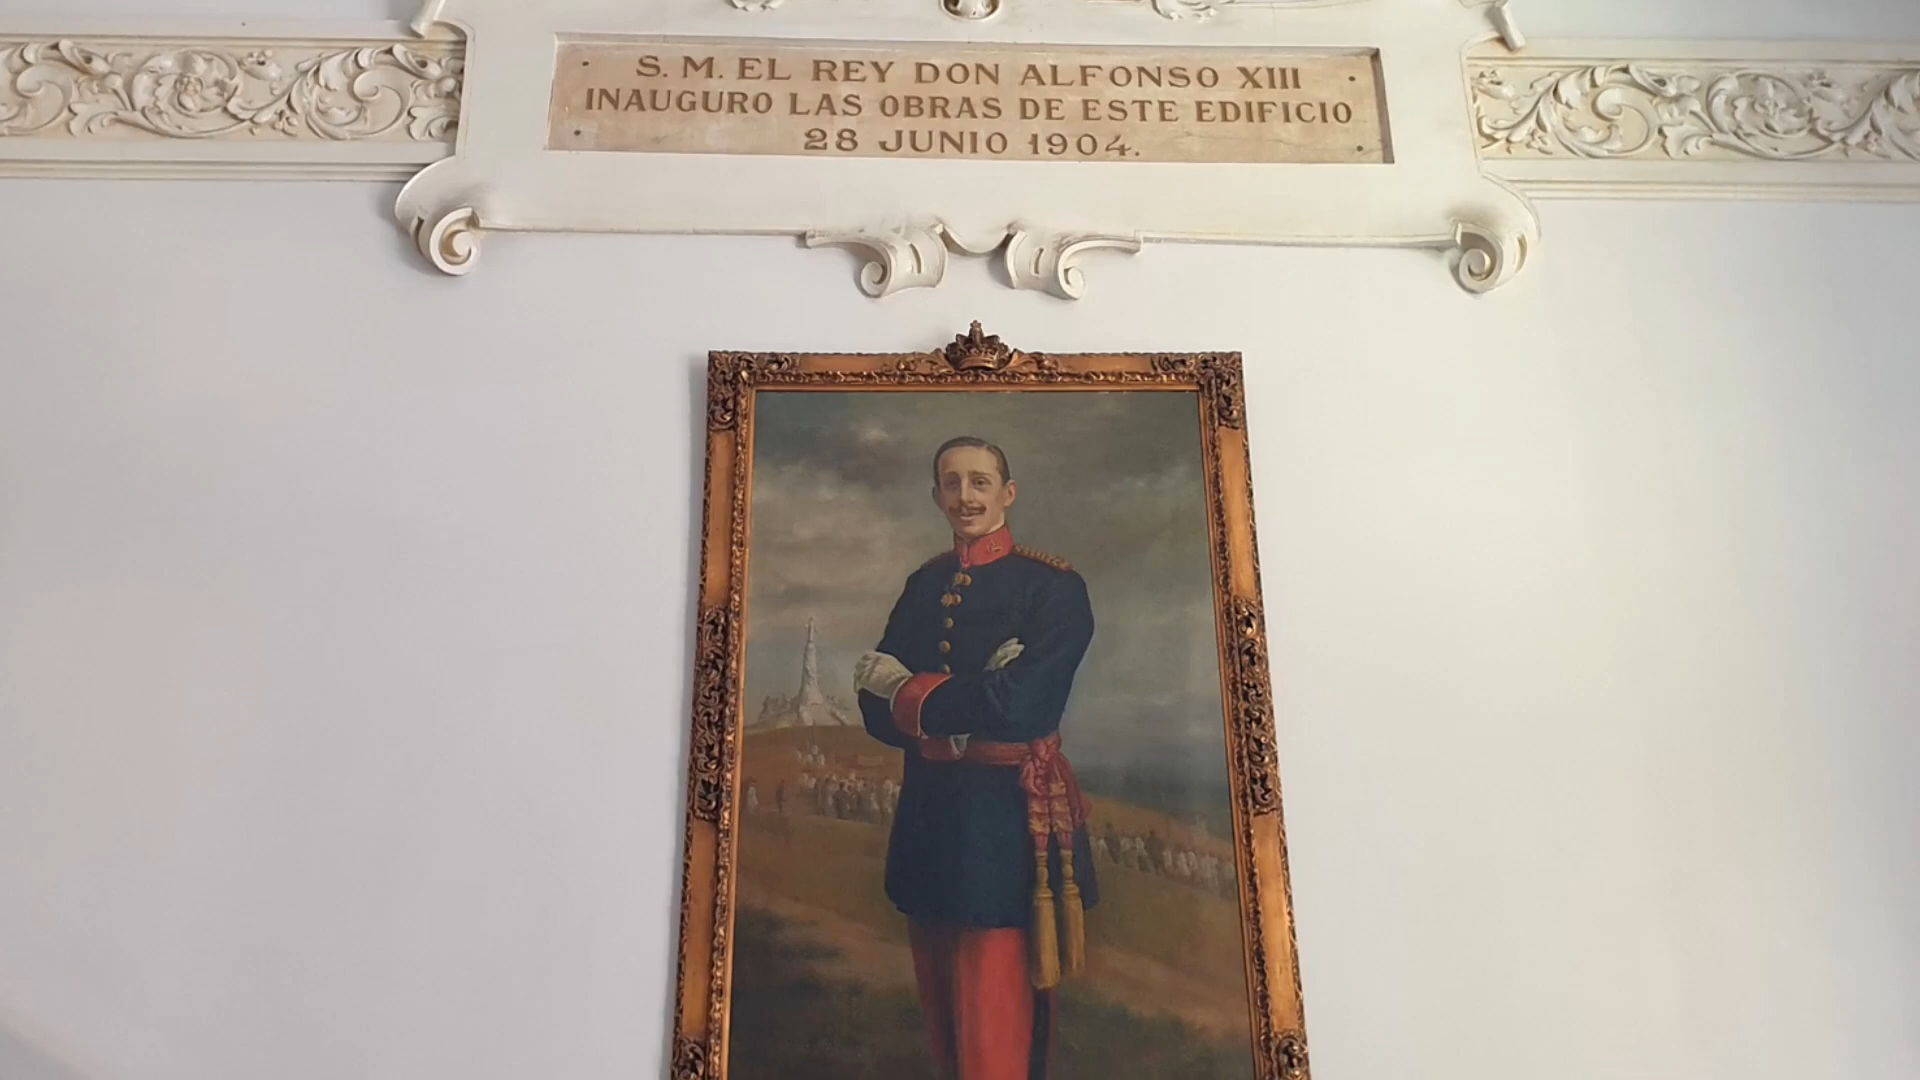 S. M. EL REY DON ALFONSO XIII
INAUGURO LAS OBRAS DE ESTE EDIFICIO
28 JUNIO 1904.